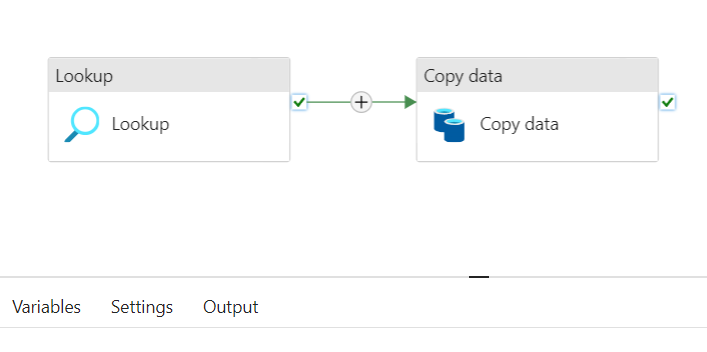 Lookup
Copy data
Lookup
Copy data
Variables Settings Output